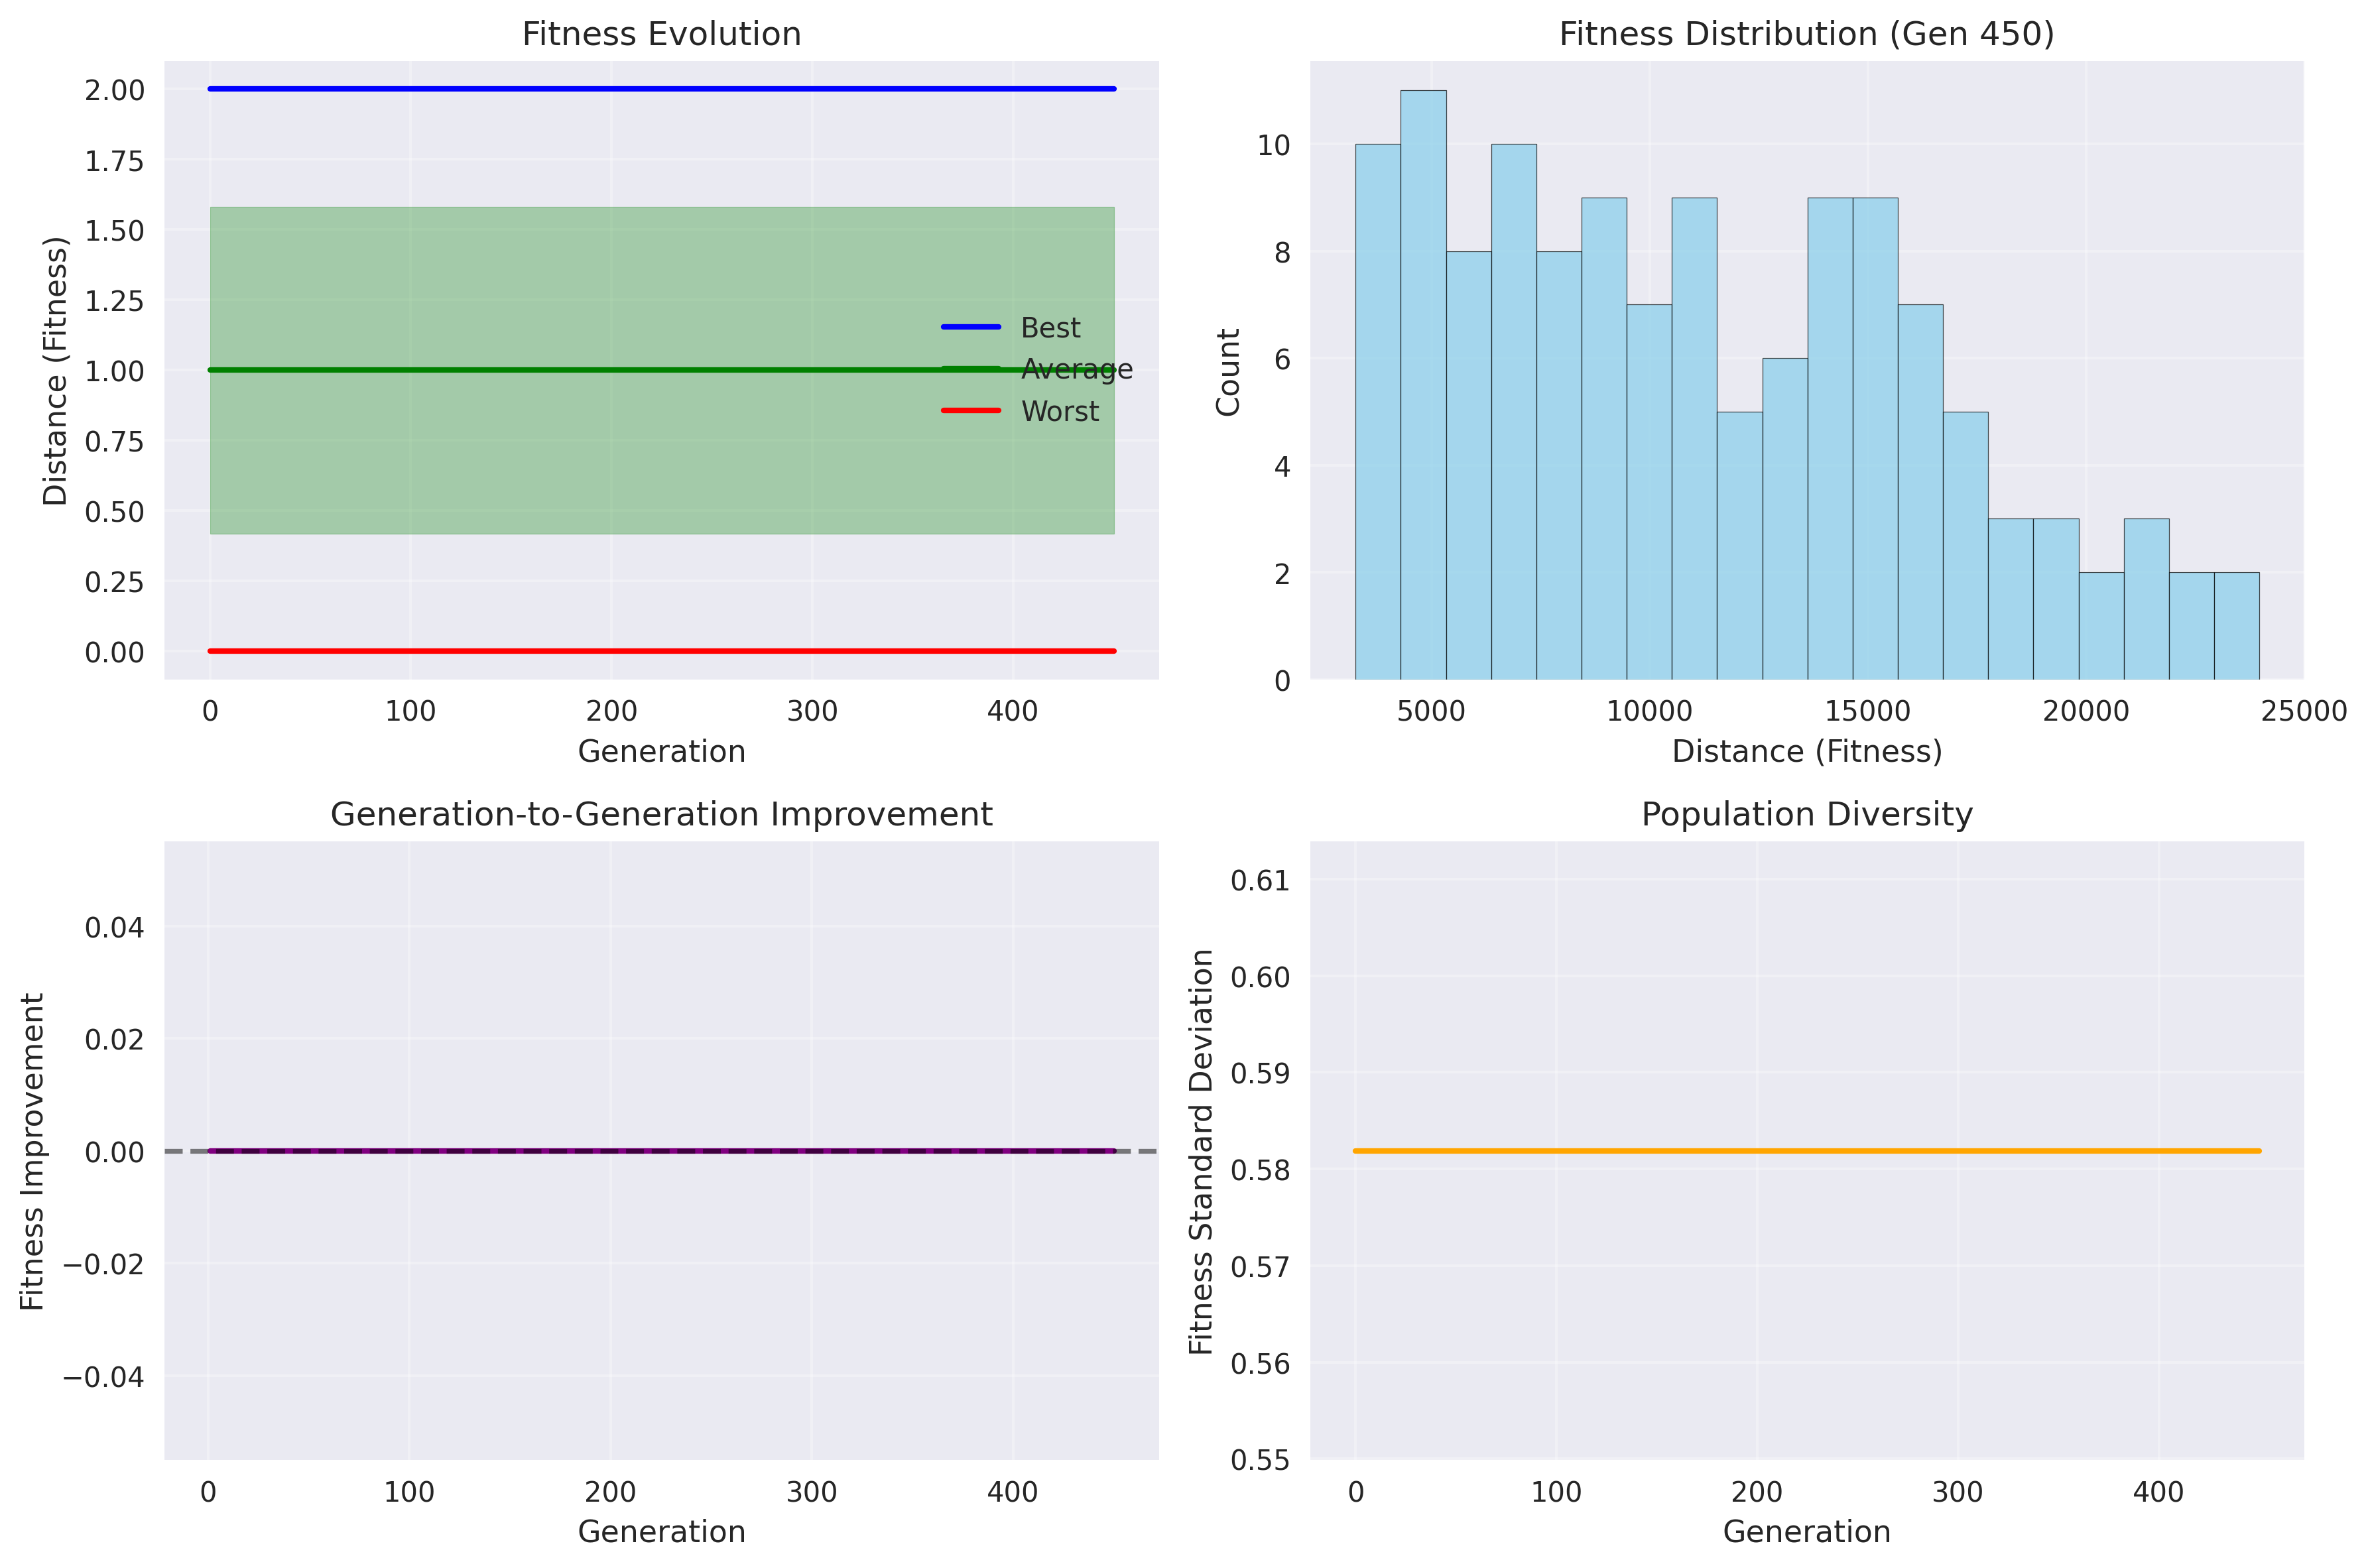 Fitness Evolution
Distance (Fitness)
2.00
1.75
1.50
1.25
1.00
0.75
0.50
0.25
0.00
Best
Average
Worst
0 100 200 300 400
Generation
Fitness Distribution (Gen 450)
Count
10
8
6
4
2
0
5000 10000 15000 20000 25000
Distance (Fitness)
Generation-to-Generation Improvement
Fitness Improvement
0.04
0.02
0.00
−0.02
−0.04
0 100 200 300 400
Generation
Population Diversity
Fitness Standard Deviation
0.61
0.60
0.59
0.58
0.57
0.56
0.55
0 100 200 300 400
Generation